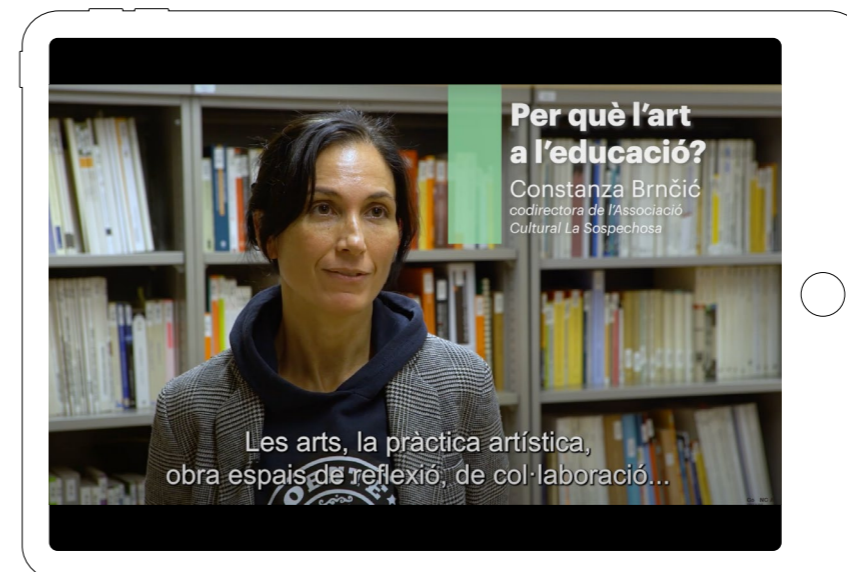 Per què l'art
a l'educació?
Constanza Brnčić
codirectora de l'Associació
Cultural La Sospechosa
Les arts, la pràctica artística,
obra espais de reflexió, de col·laboració...